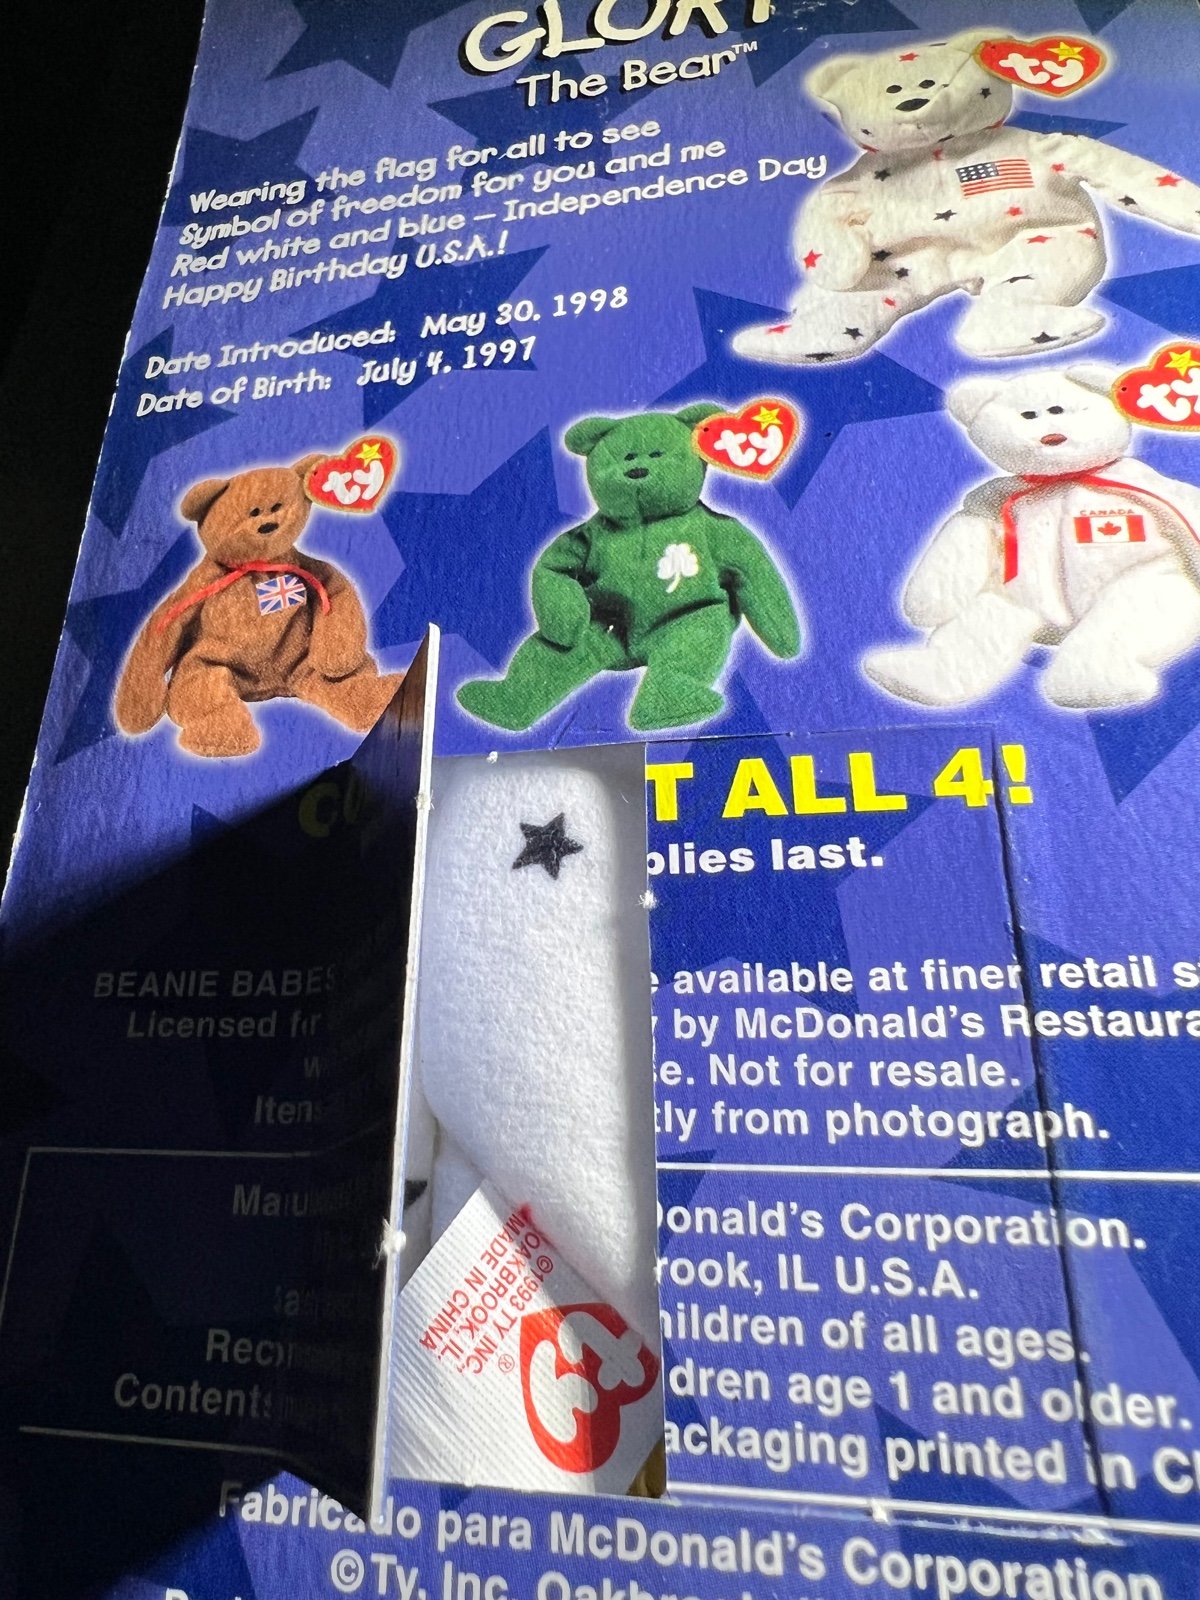 GLORY
The Bear™
Wearing the flag for all to see
Symbol of freedom for you and me
Red white and blue – Independence Day
Happy Birthday U.S.A.!
Date Introduced: May 30, 1998
Date of Birth: July 4, 1997
ty
ty
ty
ty
CANADA
T ALL 4!
plies last.
BEANIE BABES
Licensed f
available at finer retail s
by McDonald's Restaura
e. Not for resale.
Item
tly from photograph.
Donald's Corporation.
rook, IL U.S.A.
hildren of all ages.
Rec
dren age 1 and older.
Content
ackaging printed in C
©1993 TY INC.
OAKBROOK, IL.
MADE IN CHINA
®
ty
Fabricado para McDonald's Corporation
©Ty, Inc. Oakb